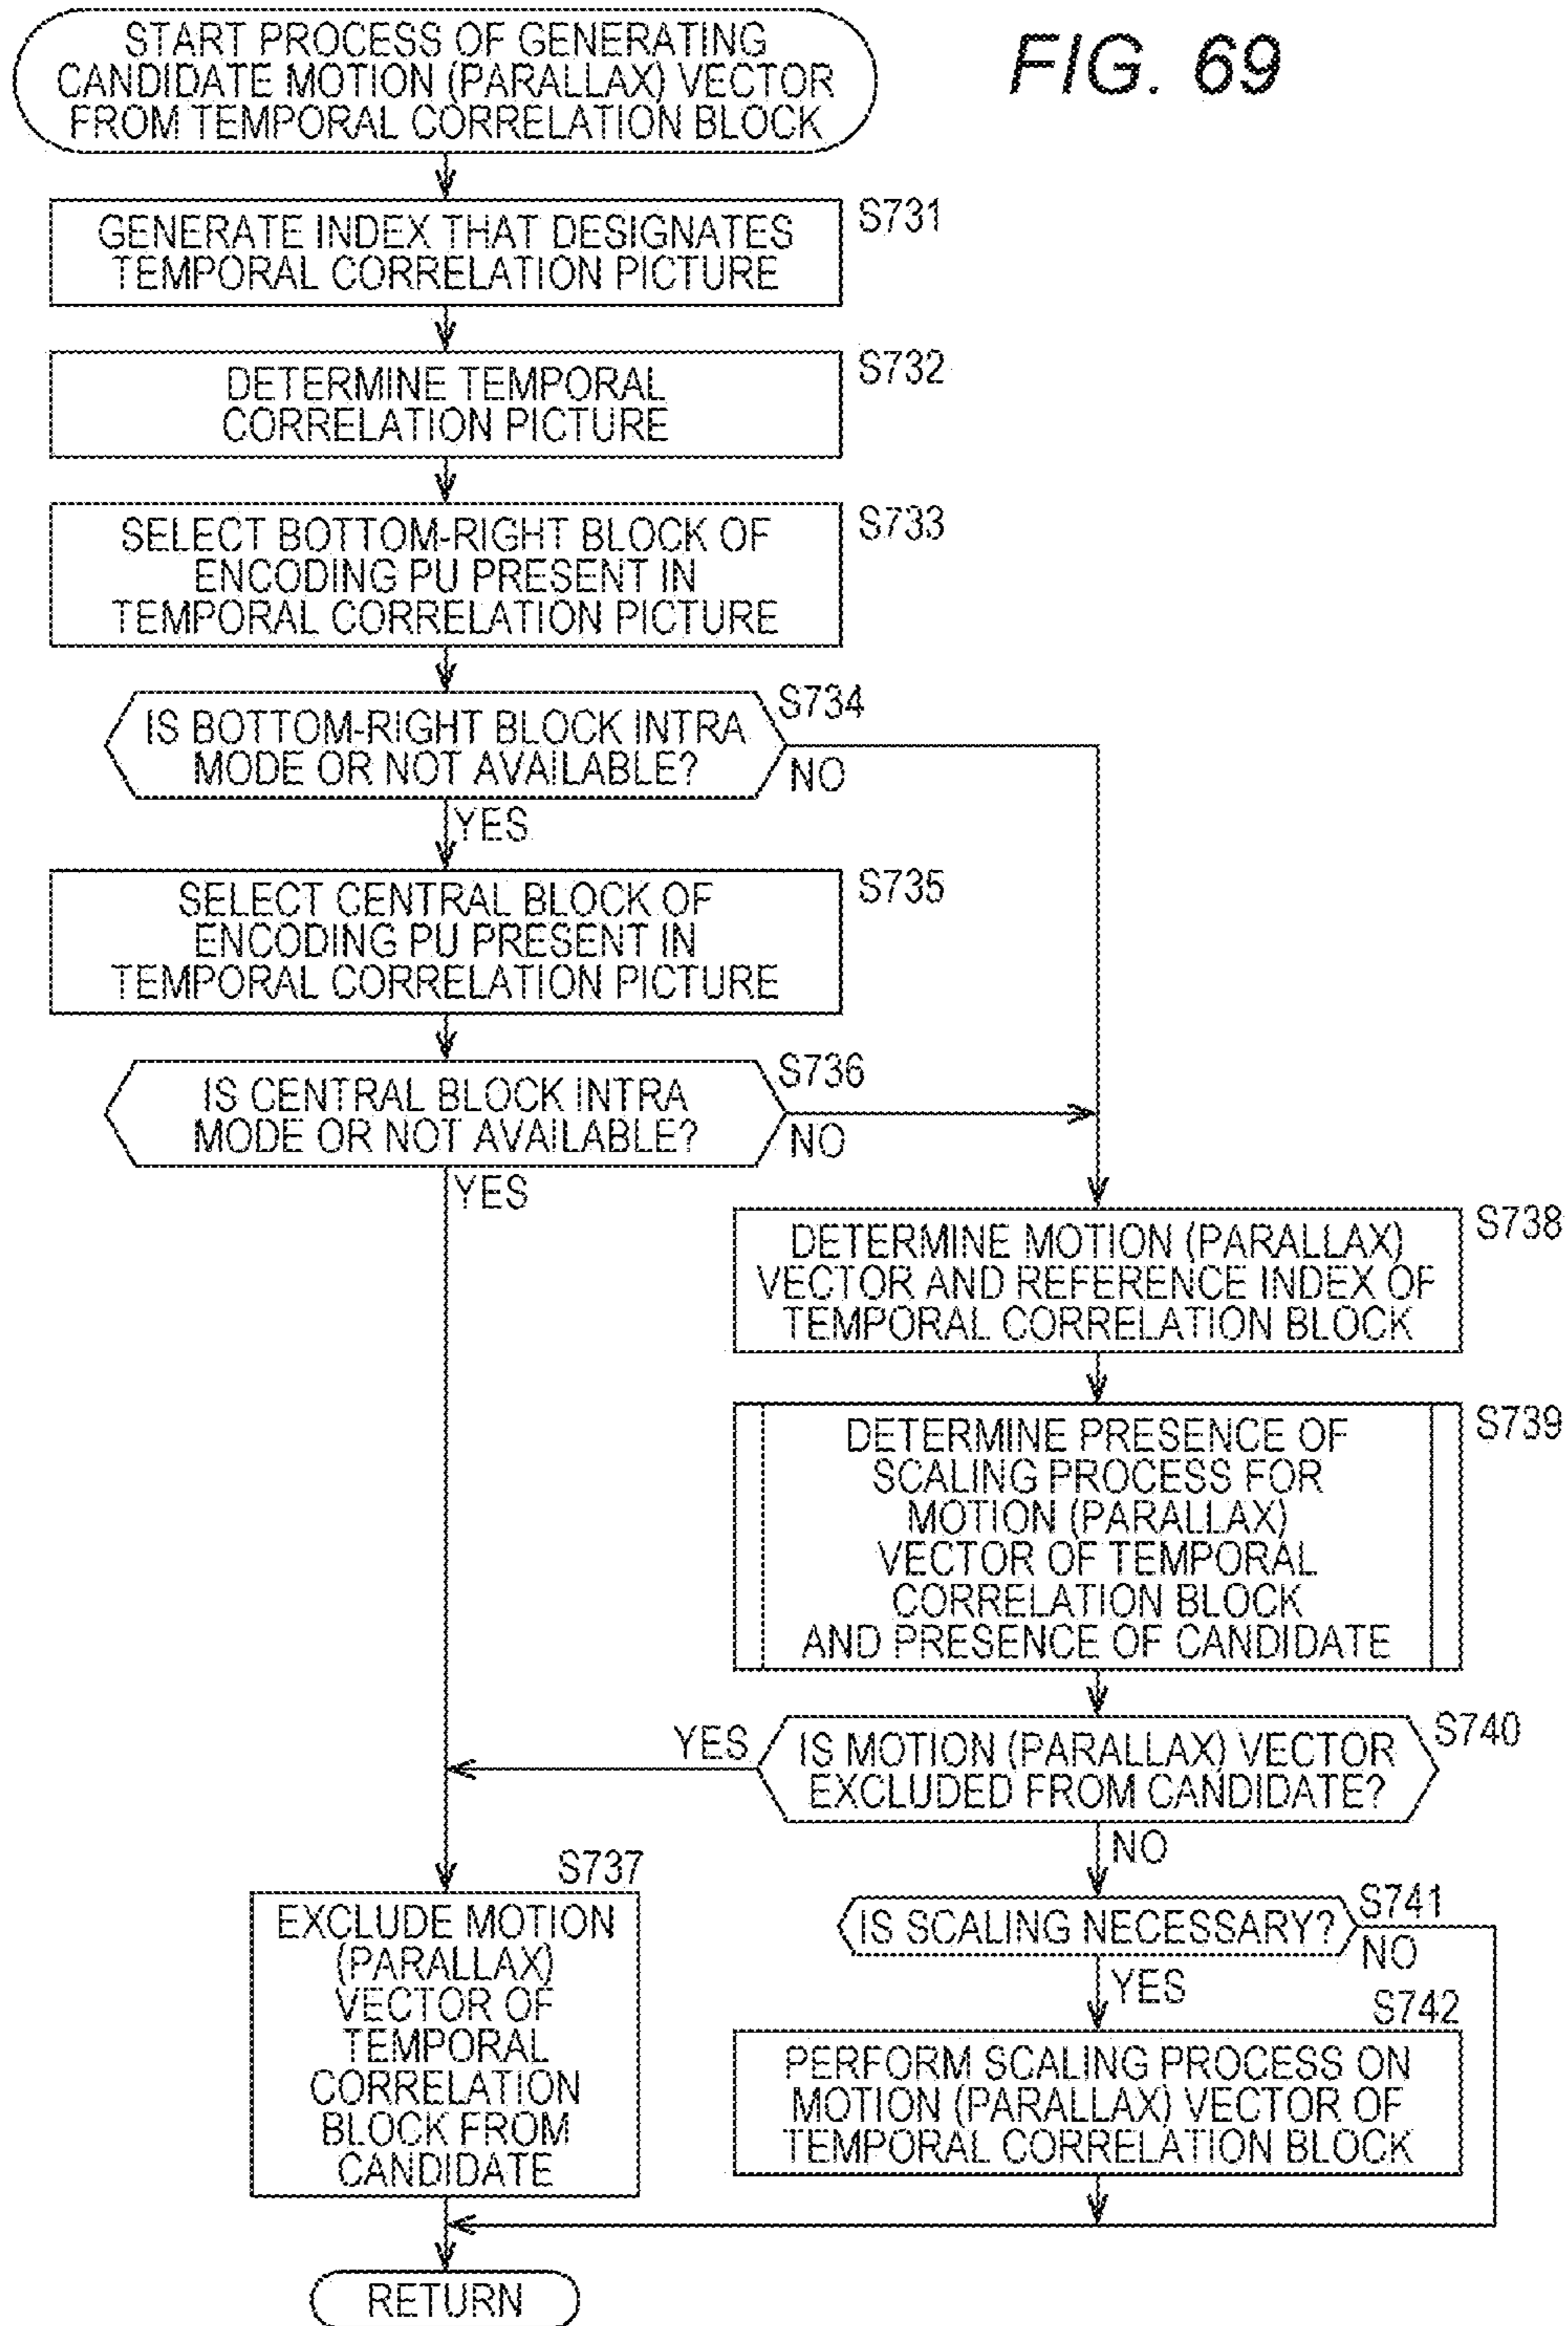 START PROCESS OF GENERATING
CANDIDATE MOTION (PARALLAX) VECTOR
FROM TEMPORAL CORRELATION BLOCK
FIG. 69
S731
GENERATE INDEX THAT DESIGNATES
TEMPORAL CORRELATION PICTURE
S732
DETERMINE TEMPORAL
CORRELATION PICTURE
S733
SELECT BOTTOM-RIGHT BLOCK OF
ENCODING PU PRESENT IN
TEMPORAL CORRELATION PICTURE
S734
IS BOTTOM-RIGHT BLOCK INTRA
MODE OR NOT AVAILABLE?
NO
YES
S735
SELECT CENTRAL BLOCK OF
ENCODING PU PRESENT IN
TEMPORAL CORRELATION PICTURE
S736
IS CENTRAL BLOCK INTRA
MODE OR NOT AVAILABLE?
NO
YES
S738
DETERMINE MOTION (PARALLAX)
VECTOR AND REFERENCE INDEX OF
TEMPORAL CORRELATION BLOCK
S739
DETERMINE PRESENCE OF
SCALING PROCESS FOR
MOTION (PARALLAX)
VECTOR OF TEMPORAL
CORRELATION BLOCK
AND PRESENCE OF CANDIDATE
S740
YES
IS MOTION (PARALLAX) VECTOR
EXCLUDED FROM CANDIDATE?
NO
S737
EXCLUDE MOTION
(PARALLAX)
VECTOR OF
TEMPORAL
CORRELATION
BLOCK FROM
CANDIDATE
S741
IS SCALING NECESSARY?
NO
YES
S742
PERFORM SCALING PROCESS ON
MOTION (PARALLAX) VECTOR OF
TEMPORAL CORRELATION BLOCK
RETURN